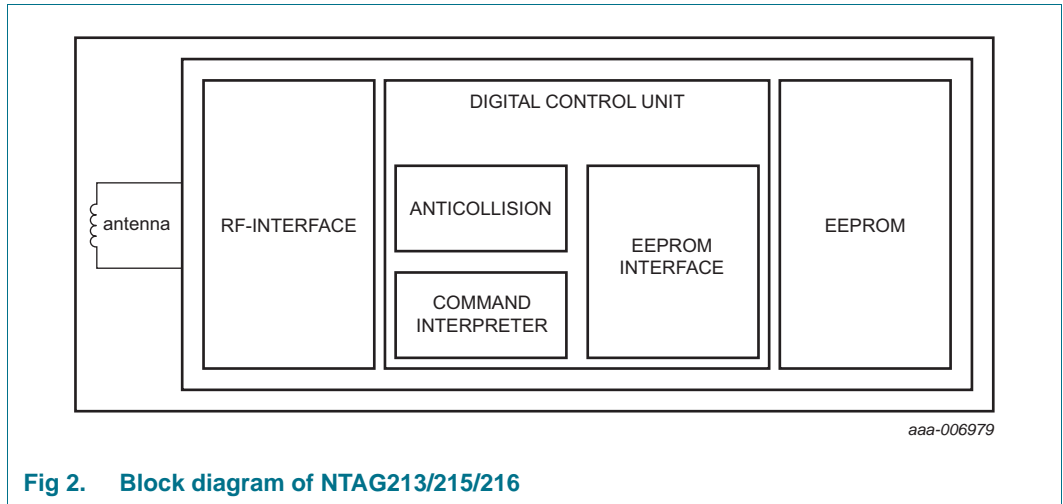 DIGITAL CONTROL UNIT
antenna
RF-INTERFACE
ANTICOLLISION
COMMAND
INTERPRETER
EEPROM
INTERFACE
EEPROM
aaa-006979
Fig 2. Block diagram of NTAG213/215/216